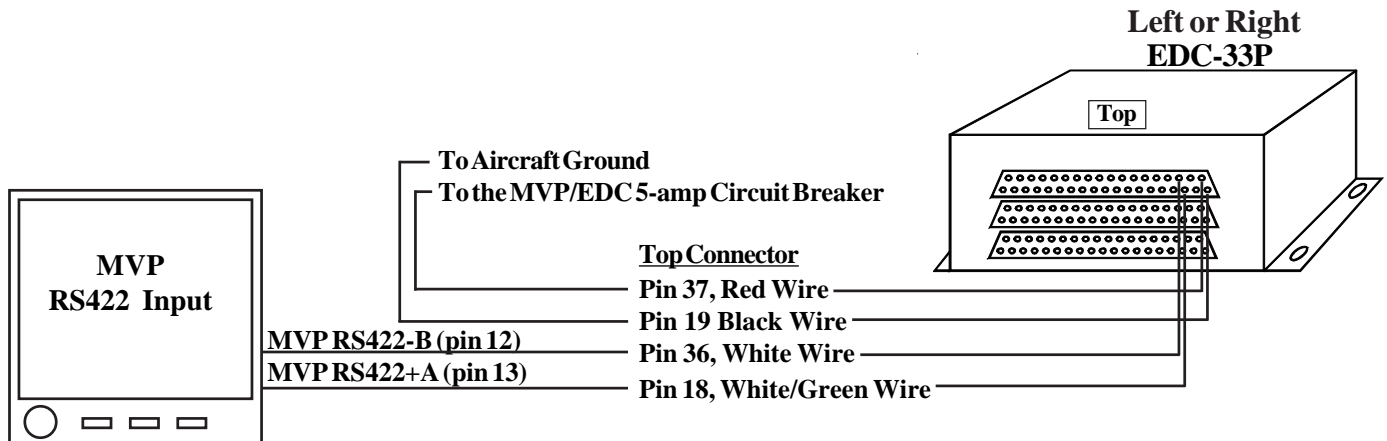 Left or Right
EDC-33P
Top
To Aircraft Ground
To the MVP/EDC 5-amp Circuit Breaker
MVP
RS422 Input
Top Connector
Pin 37, Red Wire
Pin 19 Black Wire
MVP RS422-B (pin 12)
Pin 36, White Wire
MVP RS422+A (pin 13)
Pin 18, White/Green Wire